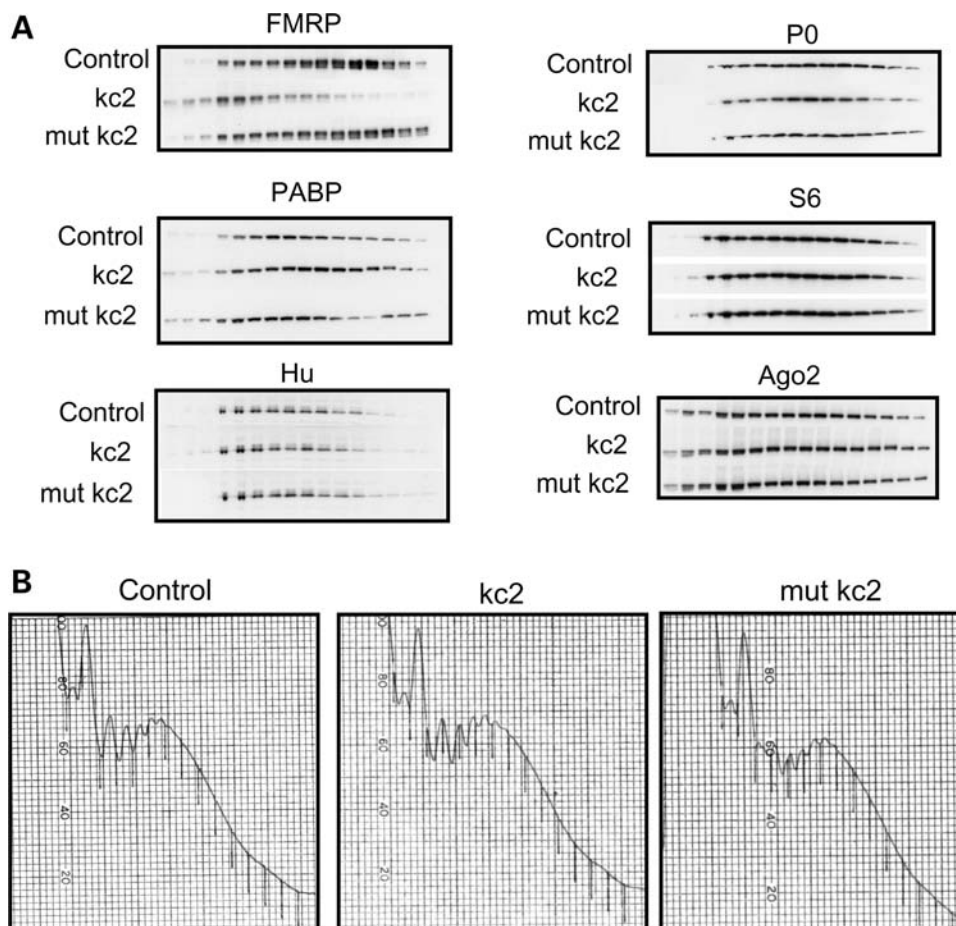 A
FMRP
Control
kc2
mut kc2
PABP
Control
kc2
mut kc2
Hu
Control
kc2
mut kc2
P0
Control
kc2
mut kc2
S6
Control
kc2
mut kc2
Ago2
Control
kc2
mut kc2
B
Control
80
60
40
20
kc2
80
60
40
20
mut kc2
80
60
40
20